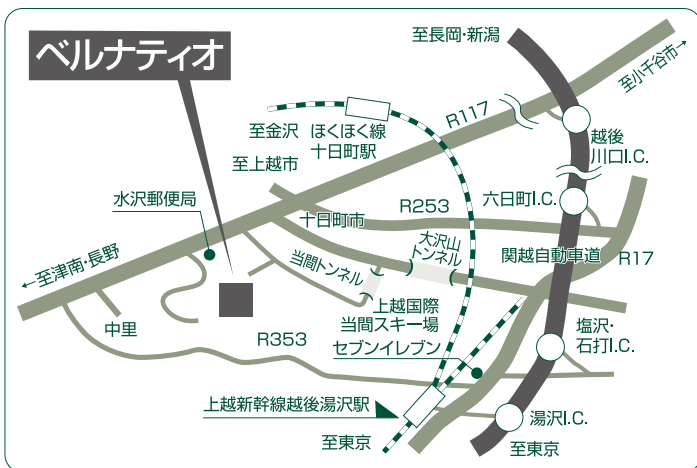 至長岡・新潟
ベルナティオ
至小千谷市→
R117
至金沢
ほくほく線
十日町駅
越後
川口I.C.
至上越市
水沢郵便局
六日町I.C.
十日町市
R253
大沢山
トンネル
関越自動車道
R17
当間トンネル
←至津南・長野
上越国際
当間スキー場
中里
R353
セブンイレブン
塩沢・
石打I.C.
上越新幹線越後湯沢駅
湯沢I.C.
至東京
至東京